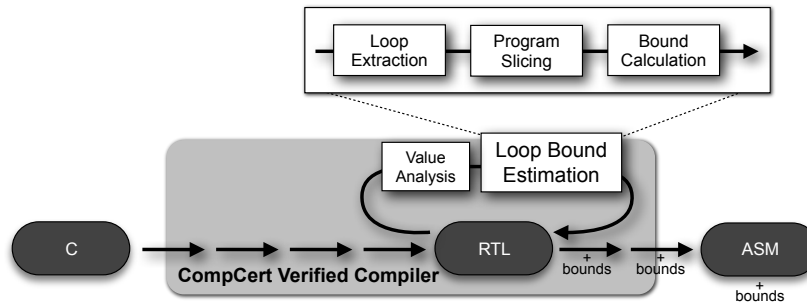 Loop Extraction
Program Slicing
Bound Calculation
Value Analysis
Loop Bound Estimation
C
RTL
ASM
+ bounds
+ bounds
+ bounds
CompCert Verified Compiler